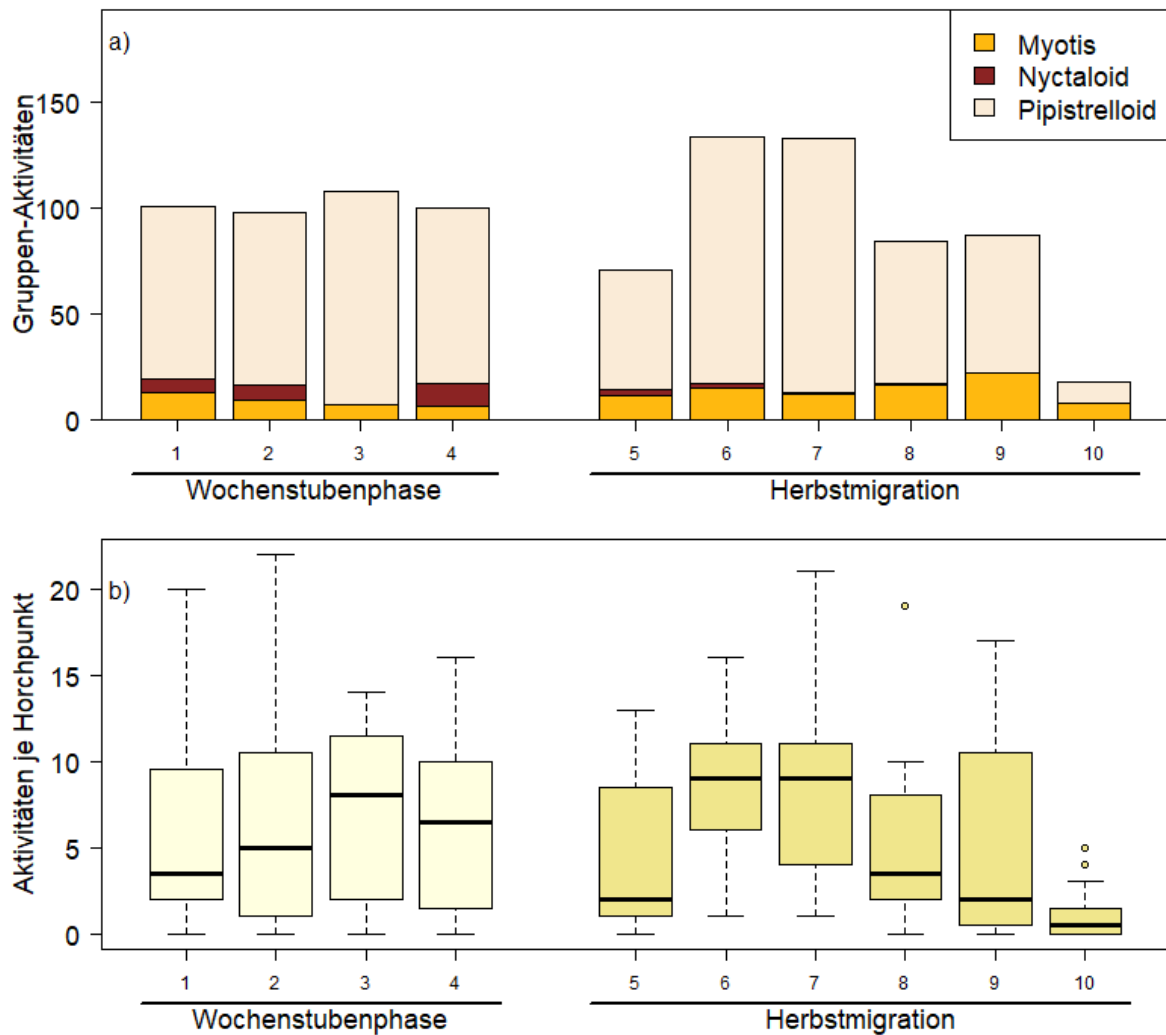 a)
Myotis
Nyctaloid
Pipistrelloid
Gruppen-Aktivitäten
150
100
50
0
1 2 3 4 5 6 7 8 9 10
Wochenstubenphase Herbstmigration
b)
Aktivitäten je Horchpunkt
20
15
10
5
0
1 2 3 4 5 6 7 8 9 10
Wochenstubenphase Herbstmigration